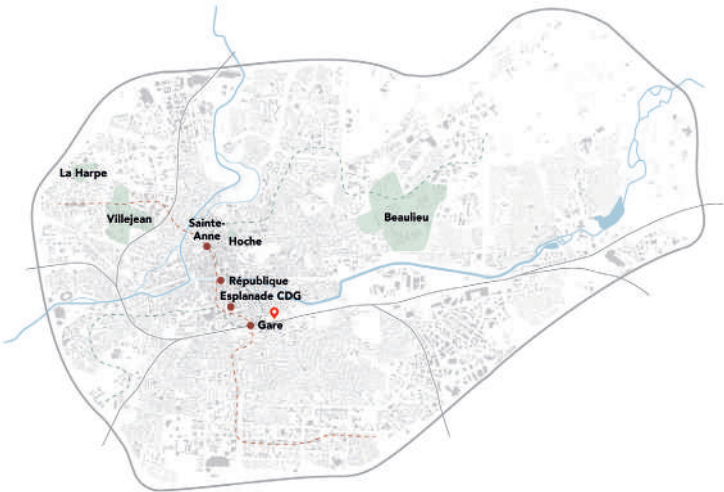 La Harpe
Villejean
Beaulieu
Sainte-
Anne
Hoche
République
Esplanade CDG
Gare